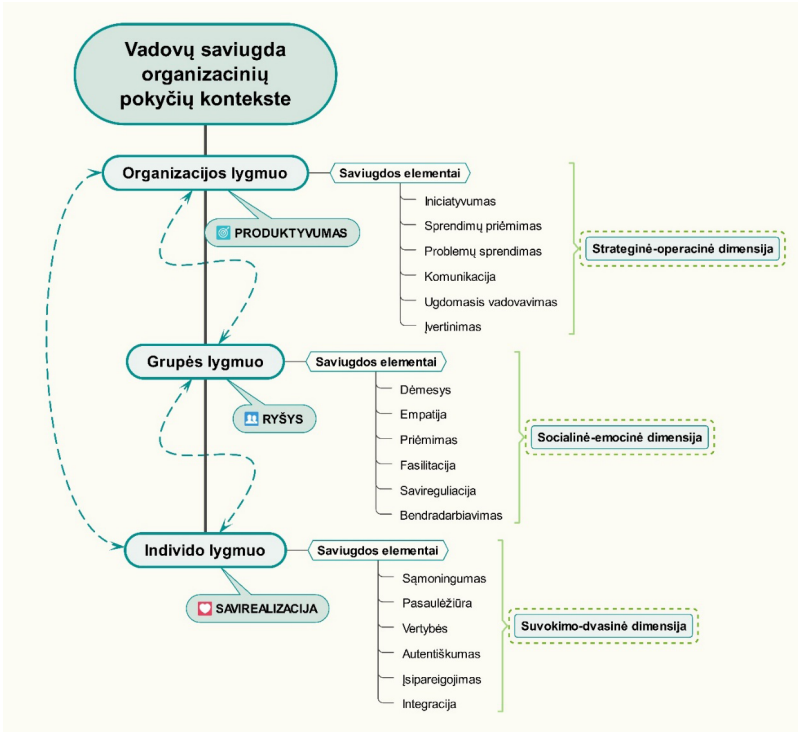 Vadovų saviugda
organizacinių
pokyčių kontekste
Organizacijos lygmuo
Saviugdos elementai
PRODUKTYVUMAS
Iniciatyvumas
Sprendimų priėmimas
Problemų sprendimas
Komunikacija
Ugdomasis vadovavimas
Įvertinimas
Strateginė-operacinė dimensija
Grupės lygmuo
Saviugdos elementai
RYŠYS
Dėmesys
Empatija
Priėmimas
Fasilitacija
Savireguliacija
Bendradarbiavimas
Socialinė-emocinė dimensija
Individo lygmuo
Saviugdos elementai
SAVIREALIZACIJA
Sąmoningumas
Pasaulėžiūra
Vertybės
Autentiškumas
Įsipareigojimas
Integracija
Suvokimo-dvasinė dimensija